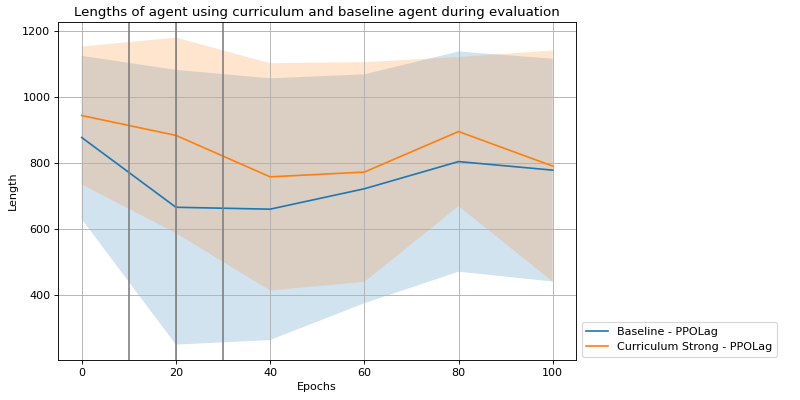 Lengths of agent using curriculum and baseline agent during evaluation
1200
1000
800
600
400
Length
0 20 40 60 80 100
Epochs
Baseline - PPOLag
Curriculum Strong - PPOLag